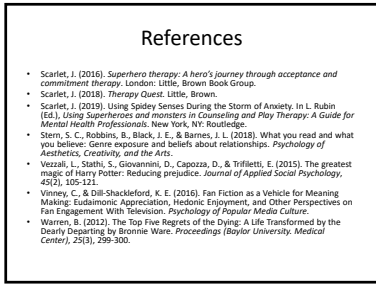 References
• Scarlet, J. (2016). Superhero therapy: A hero's journey through acceptance and
commitment therapy. London: Little, Brown Book Group.
• Scarlet, J. (2018). Therapy Quest. Little, Brown.
• Scarlet, J. (2019). Using Spidey Senses During the Storm of Anxiety. In L. Rubin
(Ed.), Using Superheroes and monsters in Counseling and Play Therapy: A Guide for
Mental Health Professionals. New York, NY: Routledge.
• Stern, S. C., Robbins, B., Black, J. E., & Barnes, J. L. (2018). What you read and what
you believe: Genre exposure and beliefs about relationships. Psychology of
Aesthetics, Creativity, and the Arts.
• Vezzali, L., Stathi, S., Giovannini, D., Capozza, D., & Trifiletti, E. (2015). The greatest
magic of Harry Potter: Reducing prejudice. Journal of Applied Social Psychology,
45(2), 105-121.
• Vinney, C., & Dill-Shackleford, K. E. (2016). Fan Fiction as a Vehicle for Meaning
Making: Eudaimonic Appreciation, Hedonic Enjoyment, and Other Perspectives on
Fan Engagement With Television. Psychology of Popular Media Culture.
• Warren, B. (2012). The Top Five Regrets of the Dying: A Life Transformed by the
Dearly Departing by Bronnie Ware. Proceedings (Baylor University. Medical
Center), 25(3), 299-300.